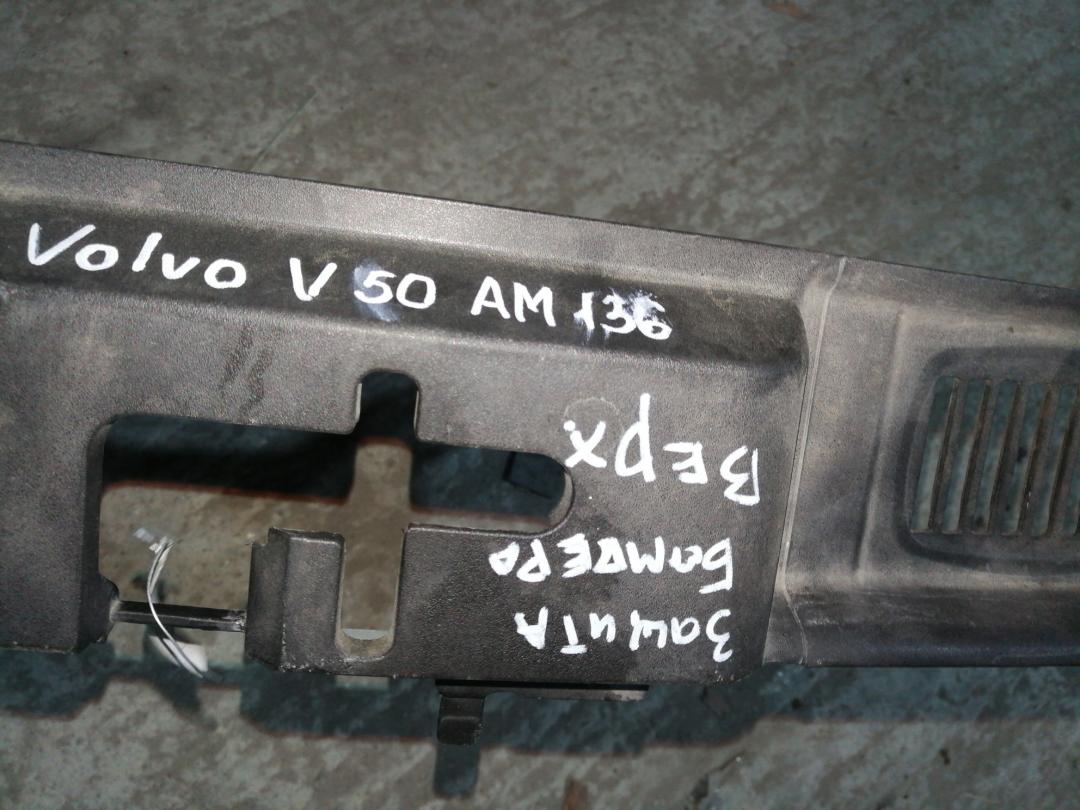 Volvo V 50 AM 136
Защита
Бампера
Верх.